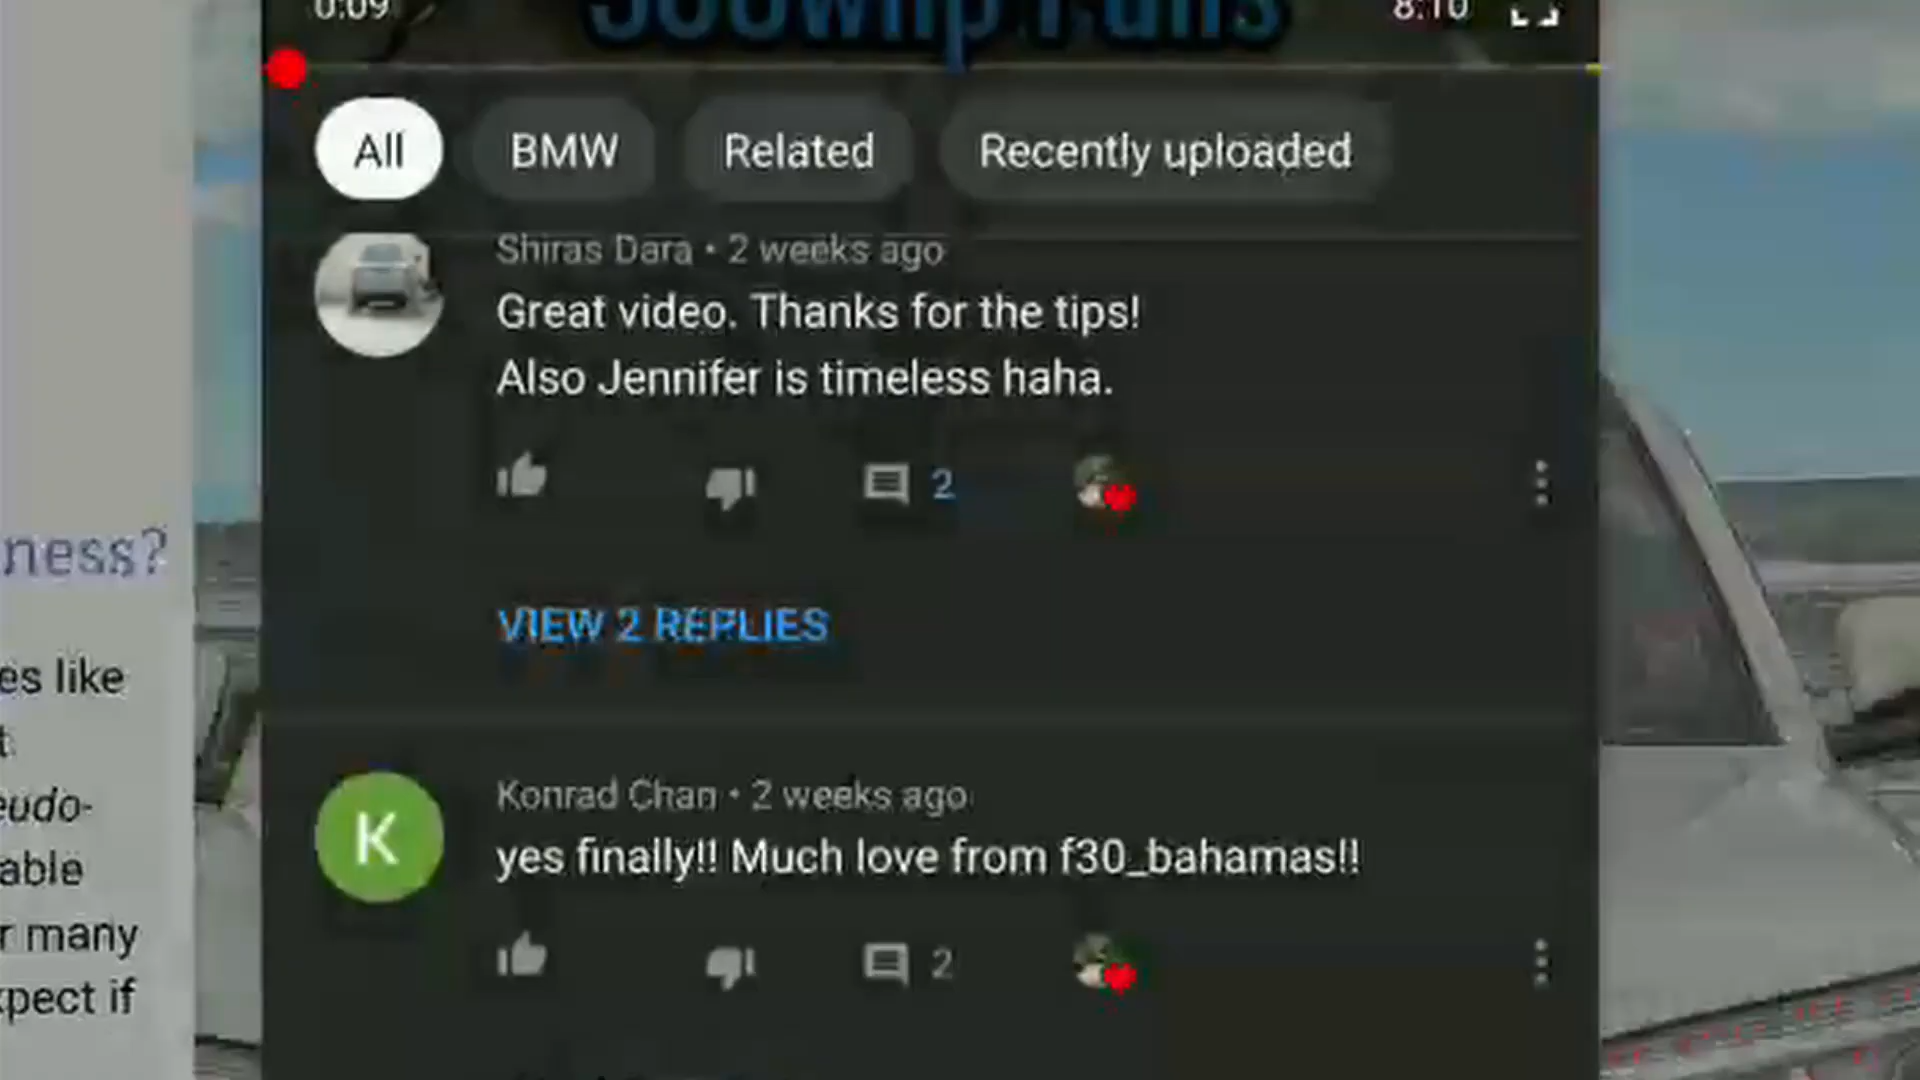 0:09
8:10
All
BMW
Related
Recently uploaded
Shiras Dara • 2 weeks ago
Great video. Thanks for the tips!
Also Jennifer is timeless haha.
2
VIEW 2 REPLIES
K
Konrad Chan • 2 weeks ago
yes finally!! Much love from f30_bahamas!!
2
ness?
es like
t
eudo-
able
r many
xpect if